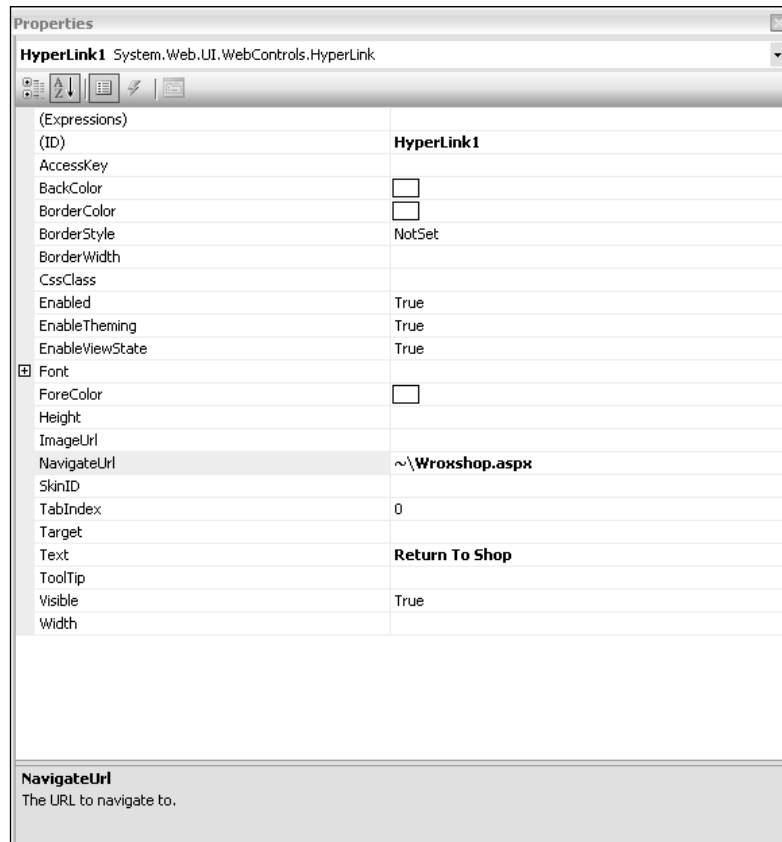 Properties
HyperLink1 System.Web.UI.WebControls.HyperLink
(Expressions)
(ID) HyperLink1
AccessKey
BackColor
BorderColor
BorderStyle NotSet
BorderWidth
CssClass
Enabled True
EnableTheming True
EnableViewState True
Font
ForeColor
Height
ImageUrl
NavigateUrl ~\Wroxshop.aspx
SkinID
TabIndex 0
Target
Text Return To Shop
ToolTip
Visible True
Width
NavigateUrl
The URL to navigate to.